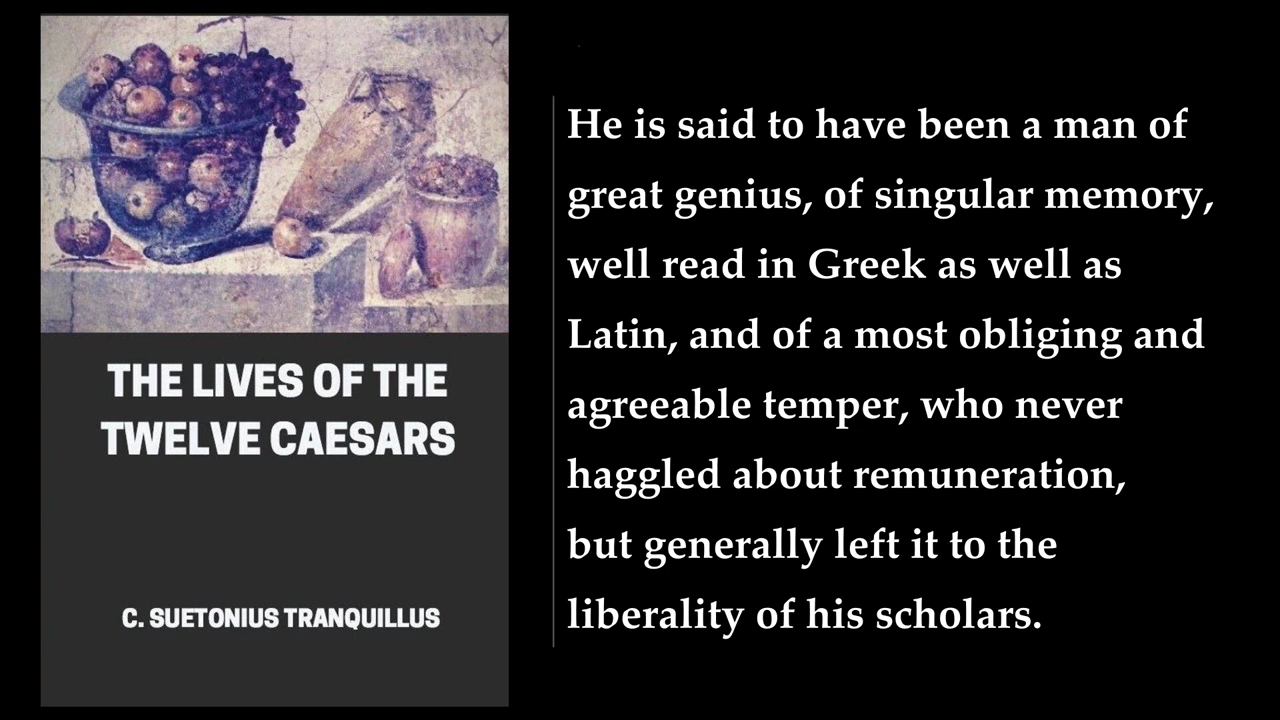 THE LIVES OF THE
TWELVE CAESARS
C. SUETONIUS TRANQUILLUS
He is said to have been a man of
great genius, of singular memory,
well read in Greek as well as
Latin, and of a most obliging and
agreeable temper, who never
haggled about remuneration,
but generally left it to the
liberality of his scholars.